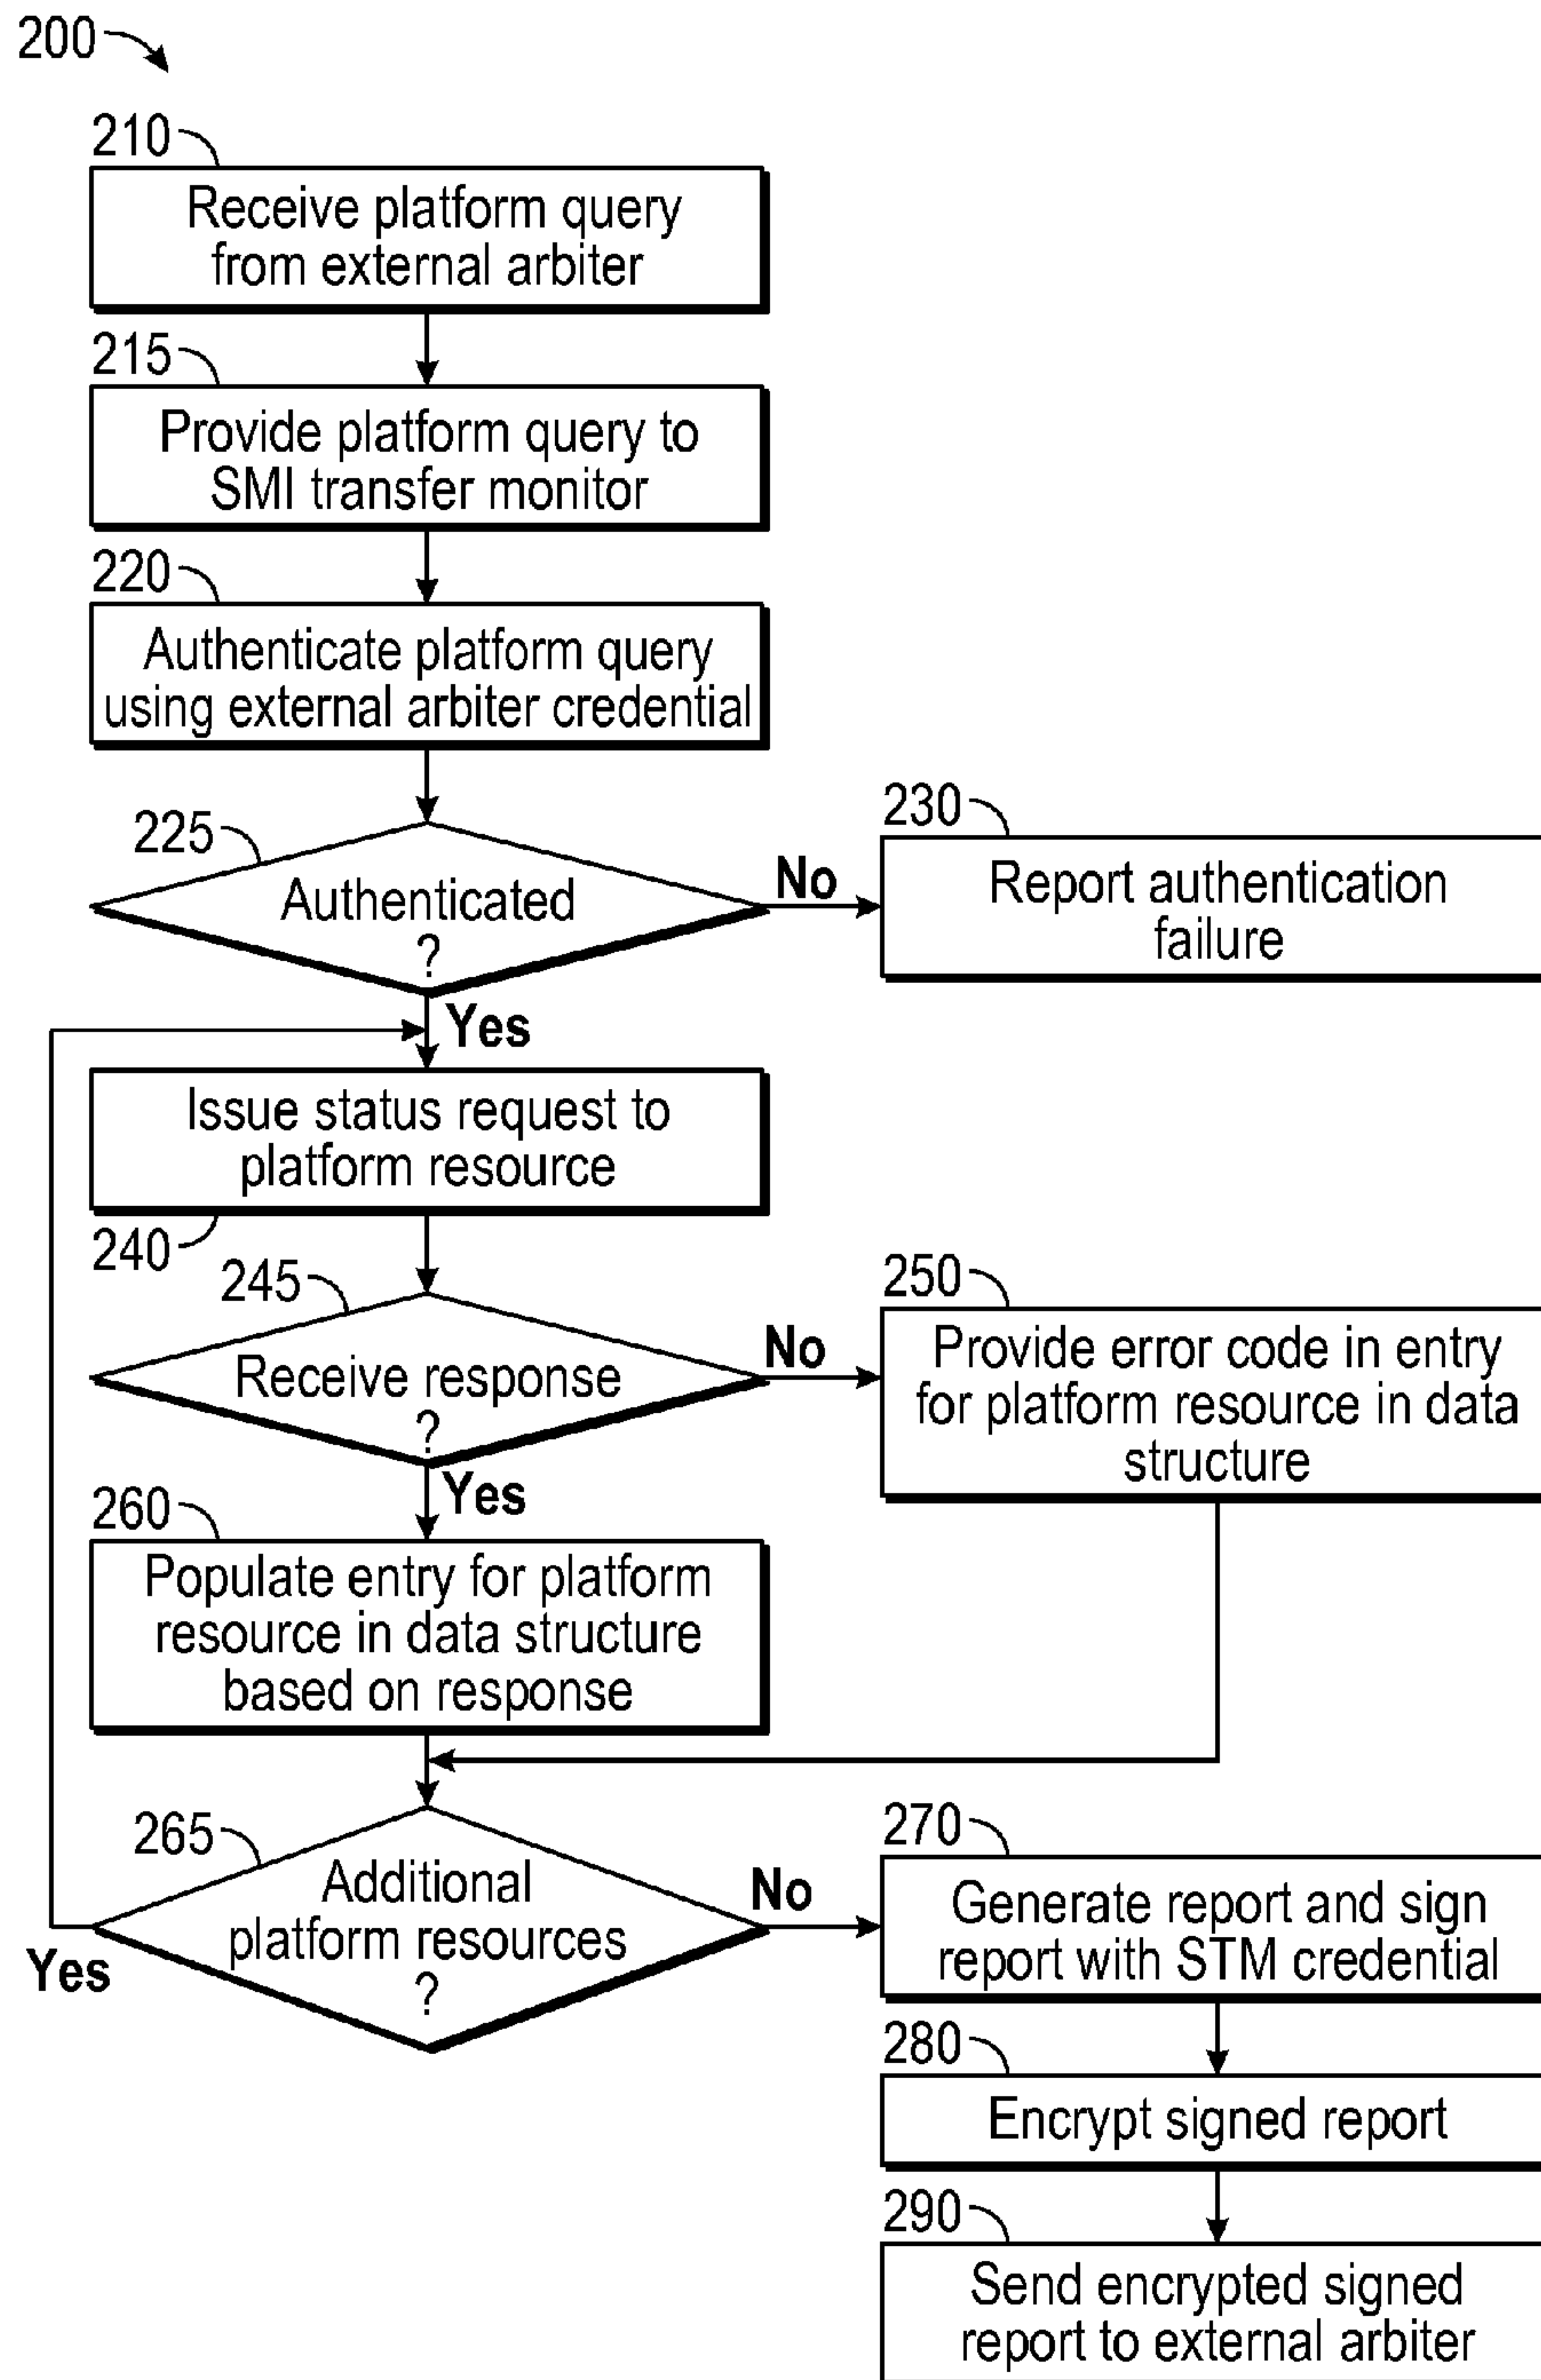 200
210
Receive platform query
from external arbiter
215
Provide platform query to
SMI transfer monitor
220
Authenticate platform query
using external arbiter credential
225
Authenticated
?
No
230
Report authentication
failure
Yes
Issue status request to
platform resource
240
245
Receive response
?
No
250
Provide error code in entry
for platform resource in data
structure
Yes
260
Populate entry for platform
resource in data structure
based on response
265
Additional
platform resources
?
Yes
No
270
Generate report and sign
report with STM credential
280
Encrypt signed report
290
Send encrypted signed
report to external arbiter